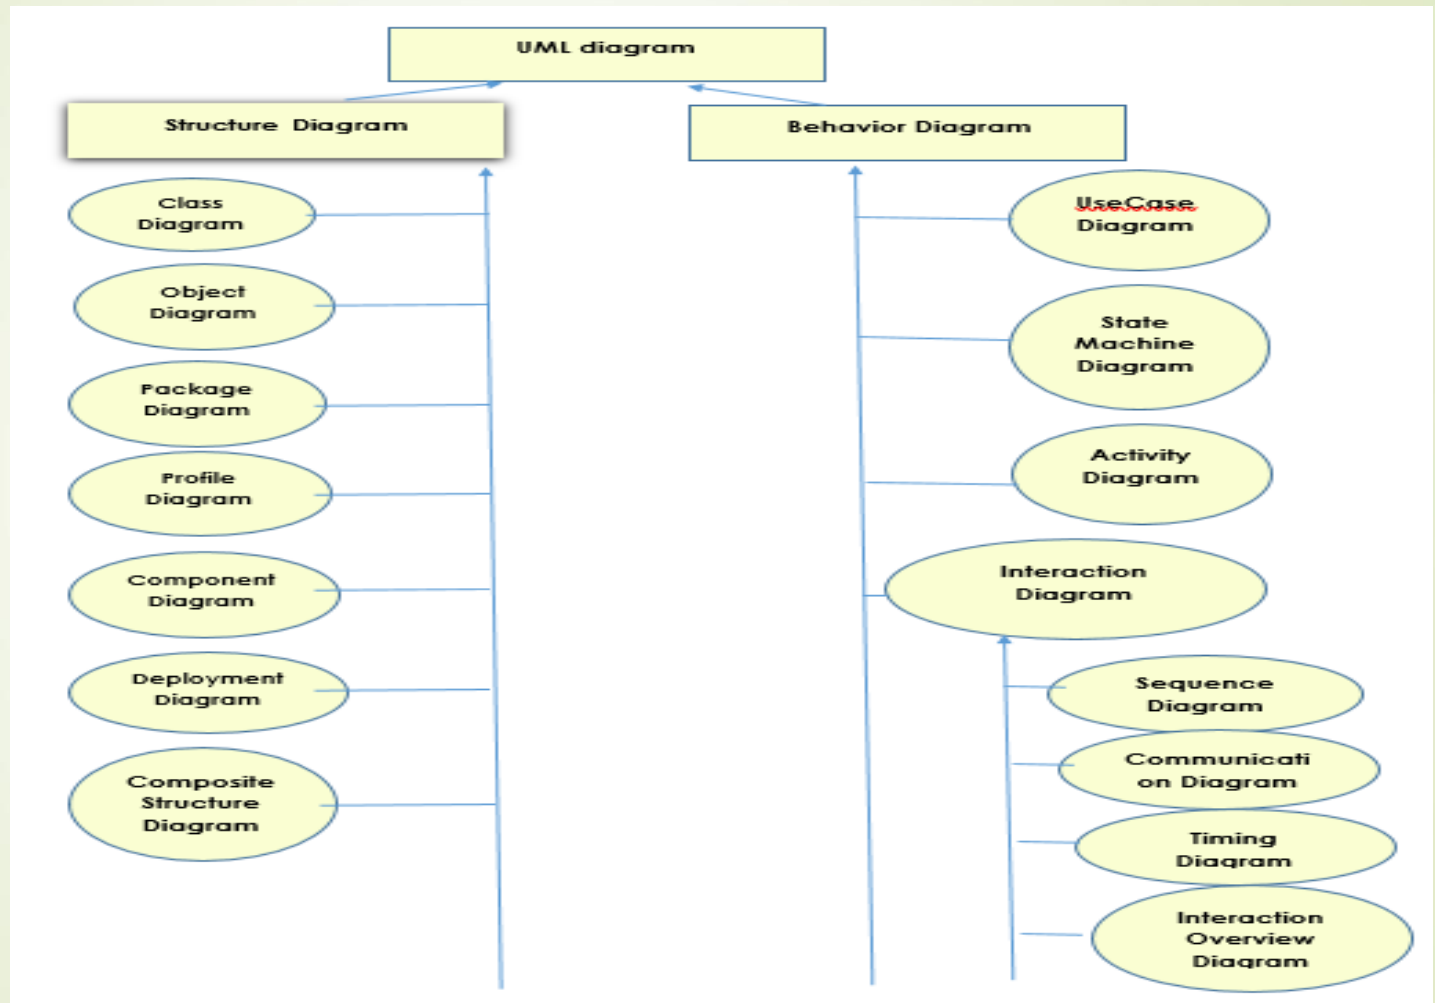 UML diagram
Structure Diagram
Behavior Diagram
Class
Diagram
Object
Diagram
Package
Diagram
Profile
Diagram
Component
Diagram
Deployment
Diagram
Composite
Structure
Diagram
UseCase
Diagram
State
Machine
Diagram
Activity
Diagram
Interaction
Diagram
Sequence
Diagram
Communicati
on Diagram
Timing
Diagram
Interaction
Overview
Diagram